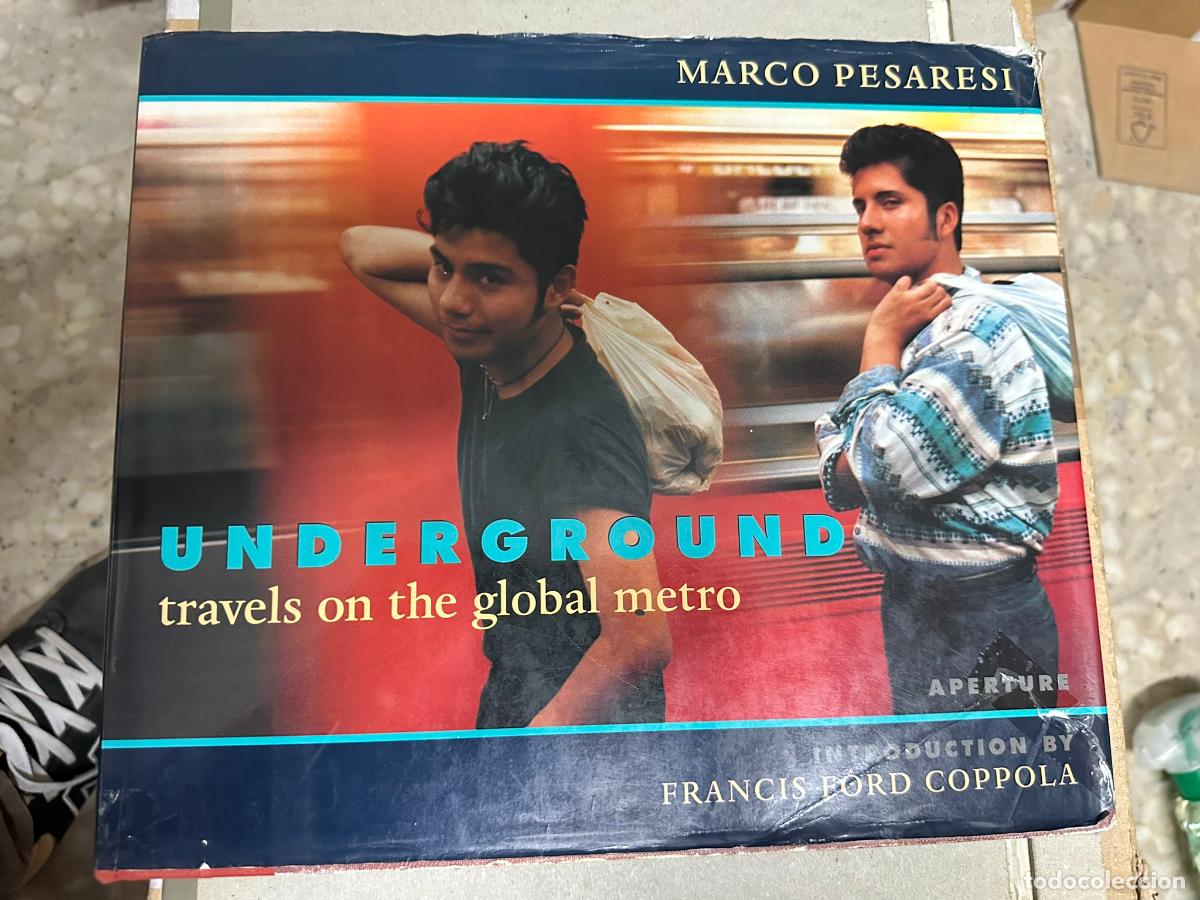 MARCO PESARESI
UNDERGROUND
travels on the global metro
APERTURE
INTRODUCTION BY
FRANCIS FORD COPPOLA
todocoleccion